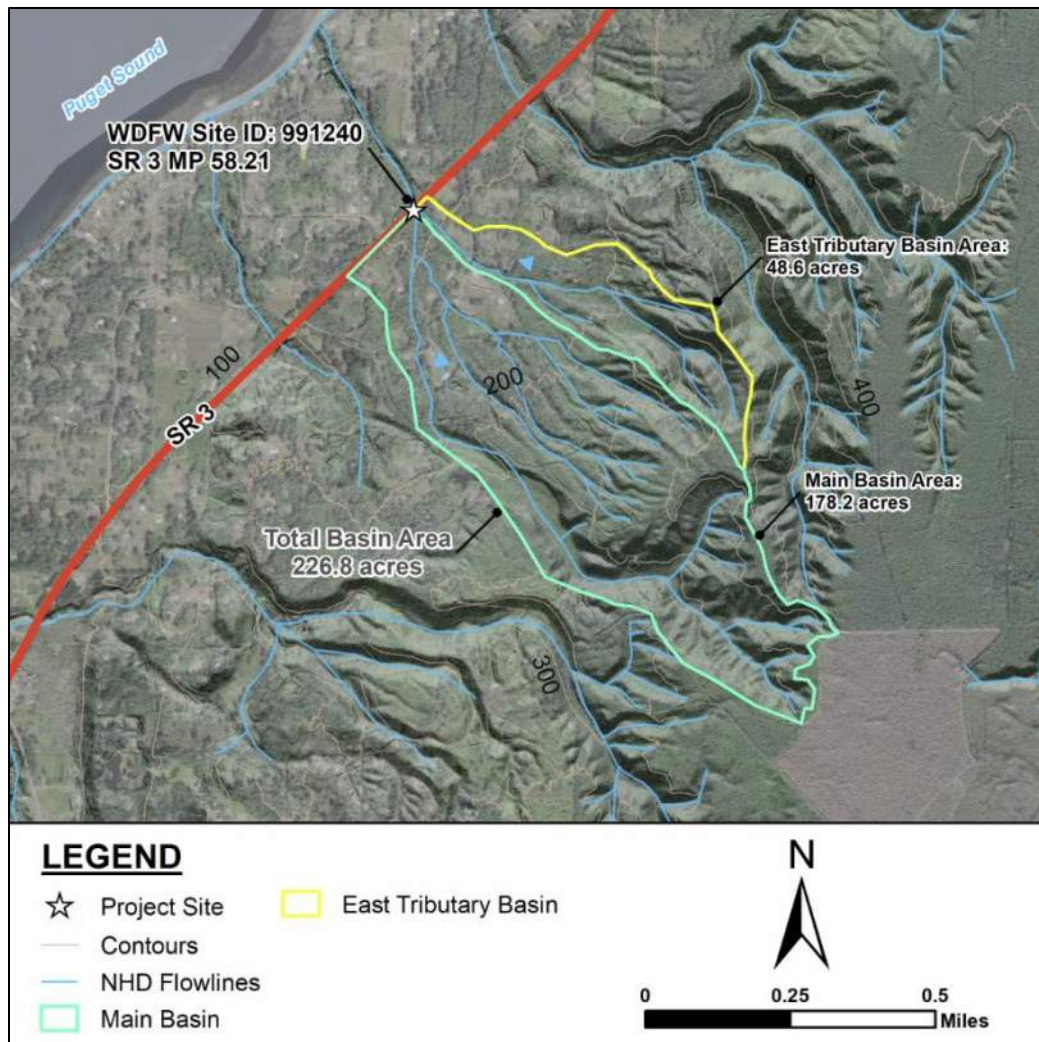 Puget Sound
WDFW Site ID: 991240
SR 3 MP 58.21
East Tributary Basin Area:
48.6 acres
100
200
400
SR 3
Main Basin Area:
178.2 acres
Total Basin Area
226.8 acres
300
LEGEND
Project Site
East Tributary Basin
Contours
NHD Flowlines
Main Basin
N
0 0.25 0.5
Miles